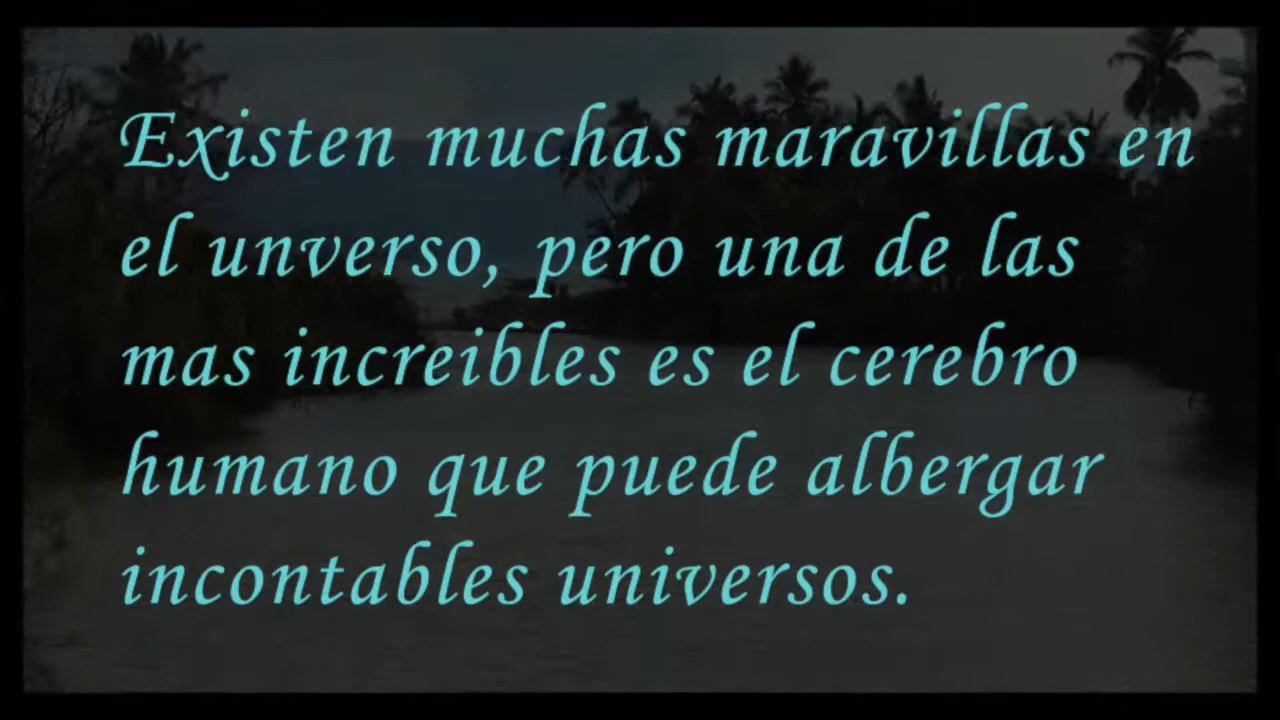 Existen muchas maravillas en
el unverso, pero una de las
mas increibles es el cerebro
humano que puede albergar
incontables universos.